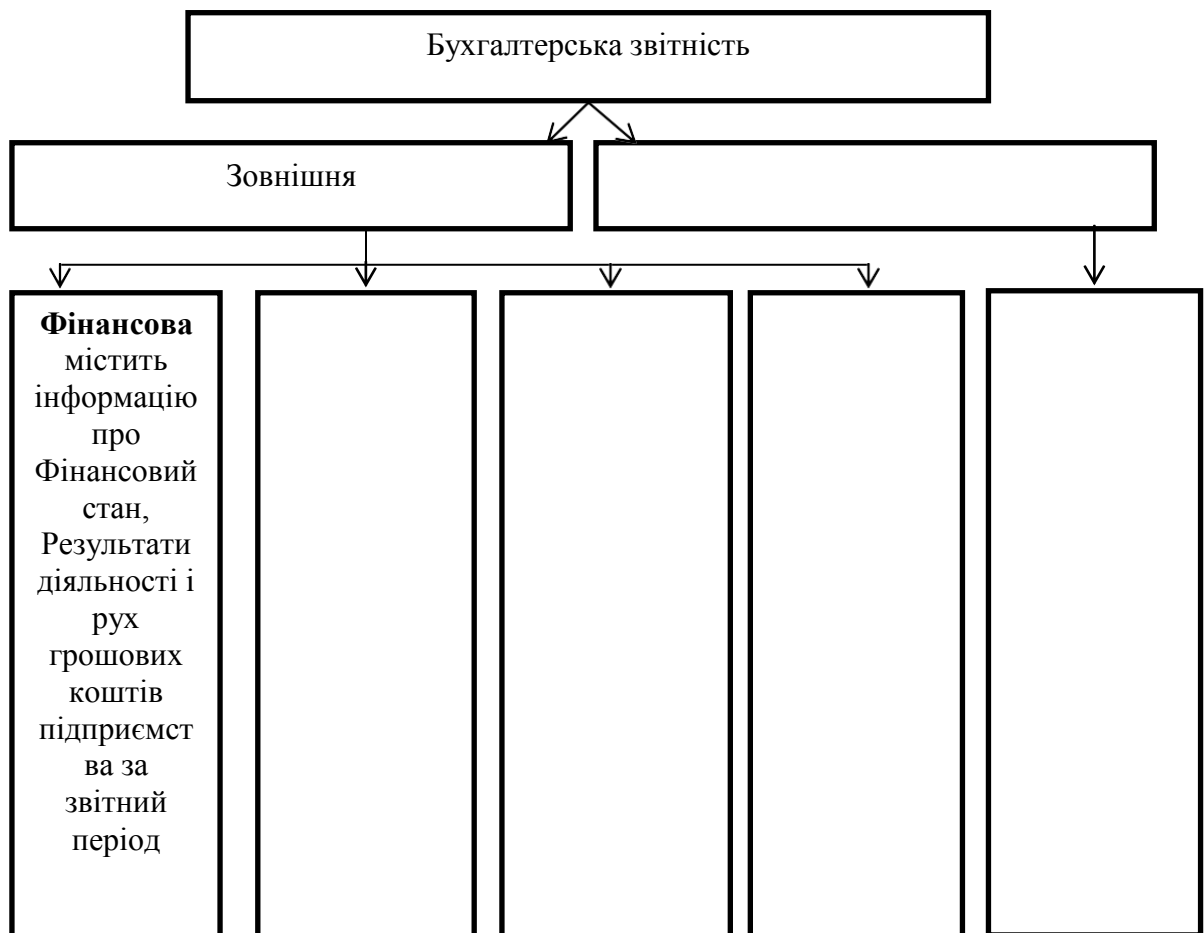 Бухгалтерська звітність
Зовнішня
Фінансова
містить
інформацію
про
Фінансовий
стан,
Результати
діяльності і
рух
грошових
коштів
підприємст
ва за
звітний
період